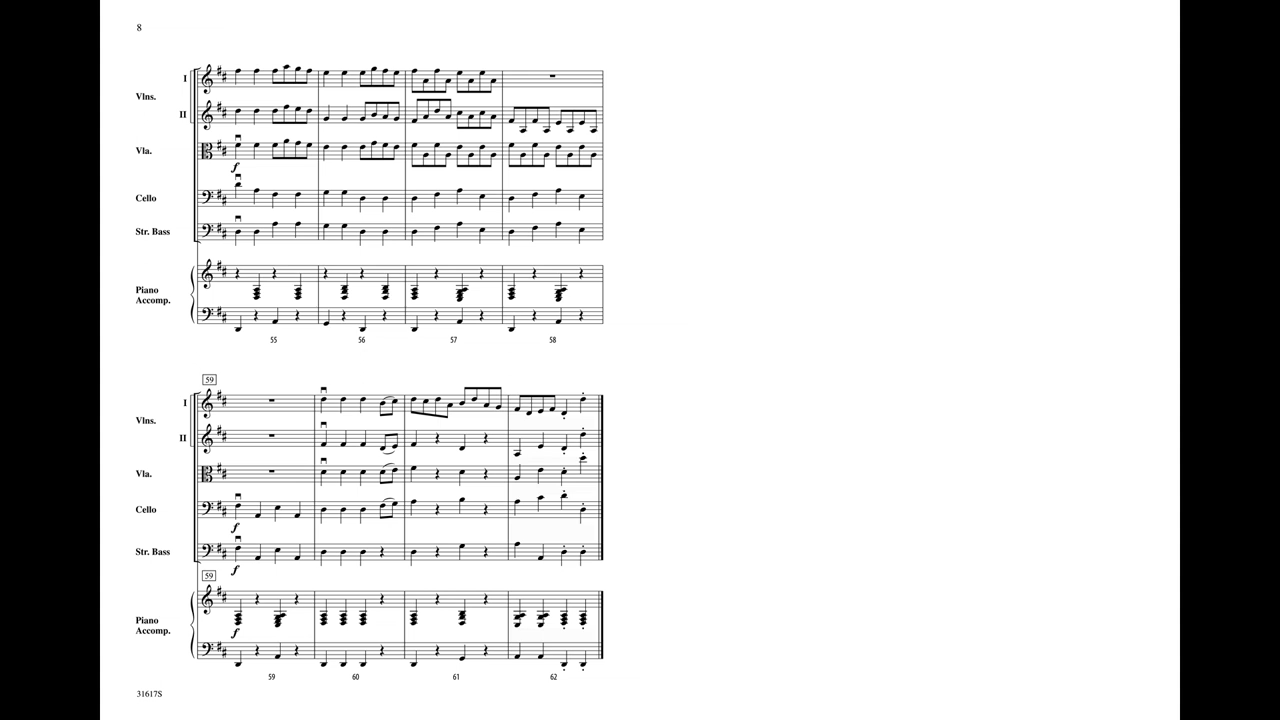 8
I
Vlns.
II
Vla.
f
Cello
Str. Bass
Piano
Accomp.
55 56 57 58
59
I
Vlns.
II
Vla.
Cello
f
Str. Bass
f
59
Piano
Accomp.
f
59 60 61 62
31617S